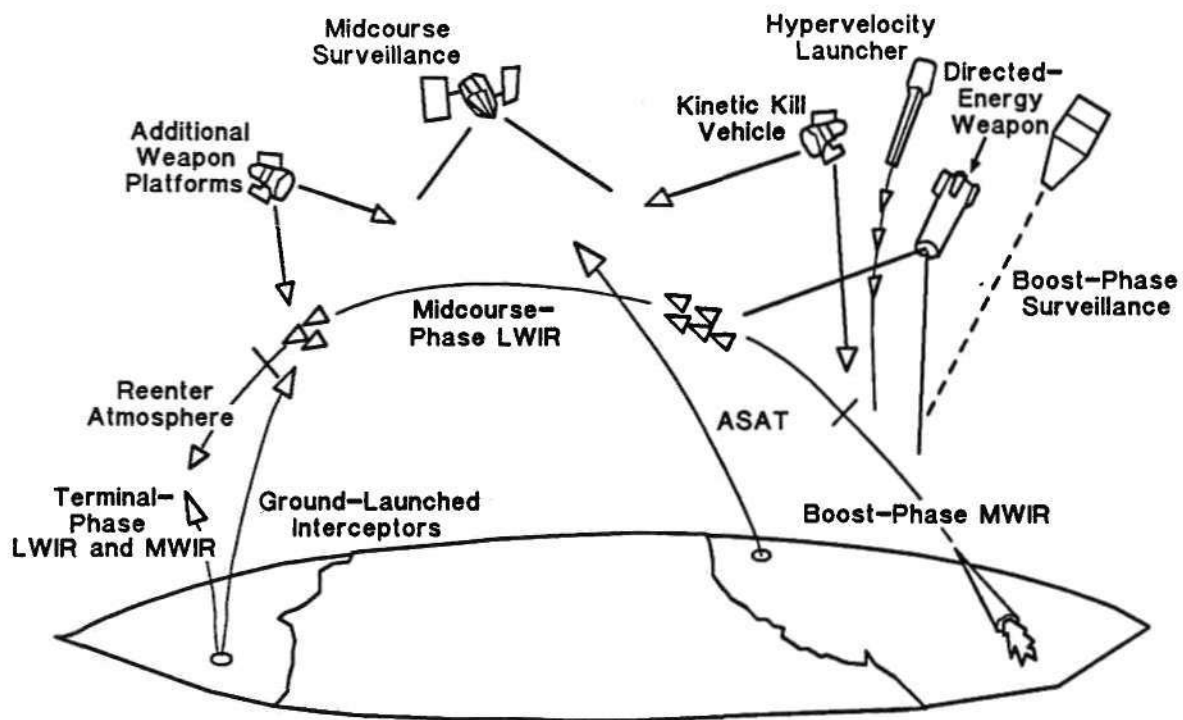 Midcourse
Surveillance
Hypervelocity
Launcher
Directed-
Energy
Weapon
Kinetic Kill
Vehicle
Additional
Weapon
Platforms
Boost-Phase
Surveillance
Midcourse-
Phase LWIR
Reenter
Atmosphere
ASAT
Terminal-
Phase
LWIR and MWIR
Ground-Launched
Interceptors
Boost-Phase MWIR